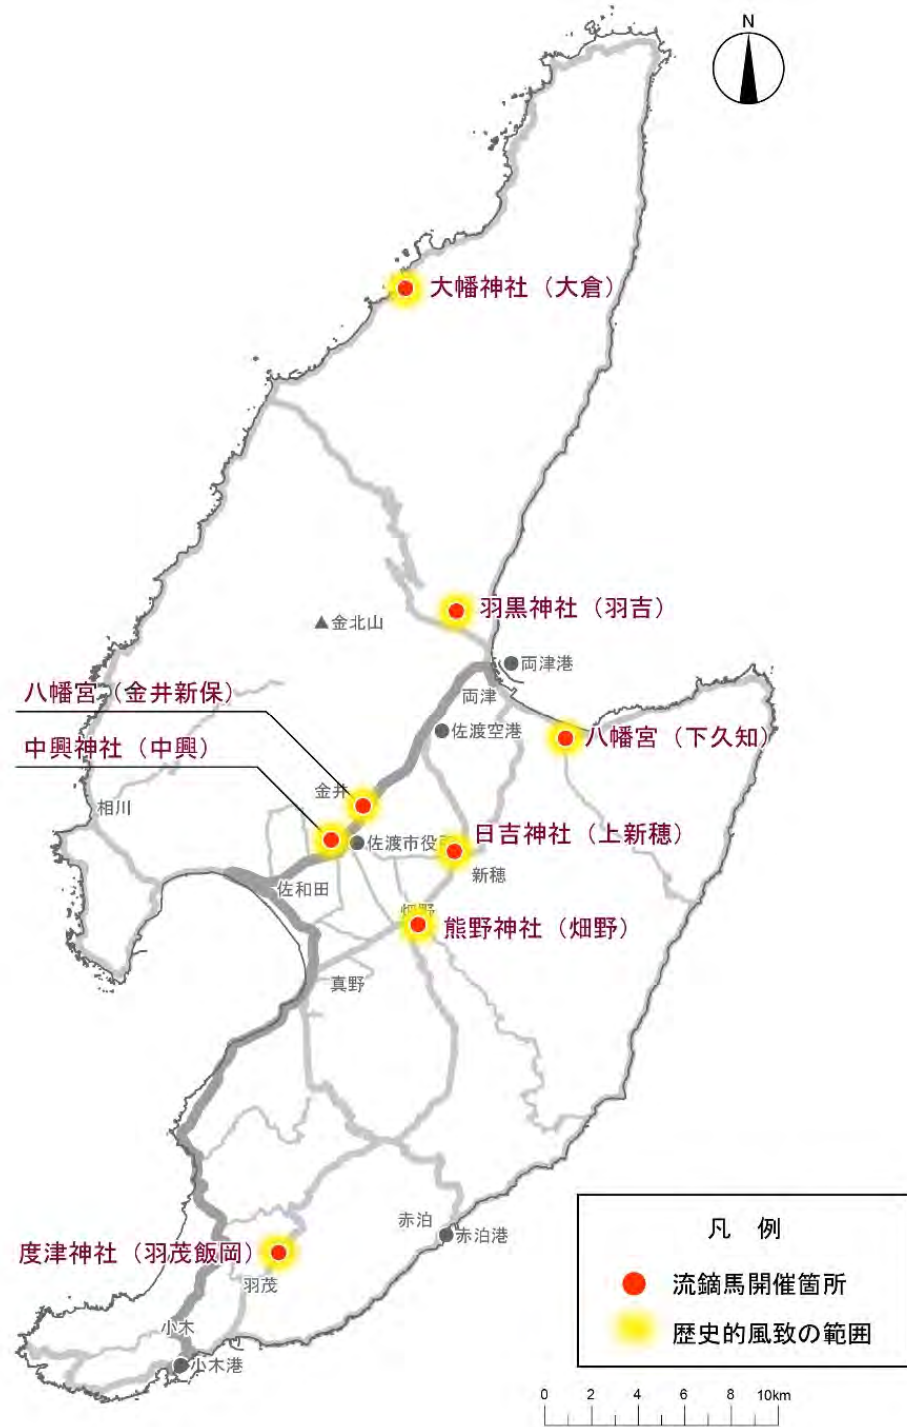 N
大幡神社（大倉）
羽黒神社（羽吉）
▲金北山
両津港
八幡宮（金井新保）
両津
佐渡空港
八幡宮（下久知）
中興神社（中興）
金井
相川
日吉神社（上新穂）
佐渡市役
新穂
佐和田
畑野
熊野神社（畑野）
真野
赤泊
赤泊港
度津神社（羽茂飯岡）
羽茂
小木
小木港
凡 例
流鏑馬開催箇所
歴史的風致の範囲
0 2 4 6 8 10km